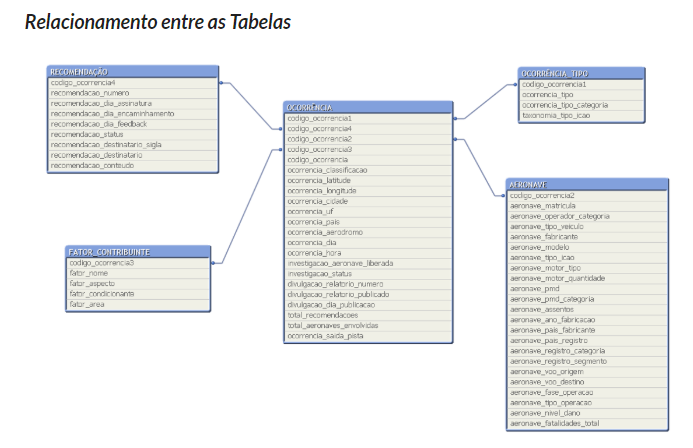 Relacionamento entre as Tabelas
RECOMENDAÇÃO
codigo_ocorrencia4
recomendacao_numero
recomendacao_dia_assinatura
recomendacao_dia_encaminhamento
recomendacao_dia_feedback
recomendacao_status
recomendacao_destinatario_sigla
recomendacao_destinatario
recomendacao_conteudo
FATOR_CONTRIBUINTE
codigo_ocorrencia3
fator_nome
fator_aspecto
fator_condicionante
fator_area
OCORRÊNCIA
codigo_ocorrencia1
codigo_ocorrencia4
codigo_ocorrencia2
codigo_ocorrencia3
codigo_ocorrencia
ocorrencia_classificacao
ocorrencia_latitude
ocorrencia_longitude
ocorrencia_cidade
ocorrencia_uf
ocorrencia_pais
ocorrencia_aerodromo
ocorrencia_dia
ocorrencia_hora
investigacao_aeronave_liberada
investigacao_status
divulgacao_relatorio_numero
divulgacao_relatorio_publicado
divulgacao_dia_publicacao
total_recomendacoes
total_aeronaves_envolvidas
ocorrencia_saida_pista
OCORRÊNCIA_TIPO
codigo_ocorrencia1
ocorrencia_tipo
ocorrencia_tipo_categoria
taxonomia_tipo_icao
AERONAVE
codigo_ocorrencia2
aeronave_matricula
aeronave_operador_categoria
aeronave_tipo_veiculo
aeronave_fabricante
aeronave_modelo
aeronave_tipo_icao
aeronave_motor_tipo
aeronave_motor_quantidade
aeronave_pmd
aeronave_pmd_categoria
aeronave_assentos
aeronave_ano_fabricacao
aeronave_pais_fabricante
aeronave_pais_registro
aeronave_registro_categoria
aeronave_registro_segmento
aeronave_voo_origem
aeronave_voo_destino
aeronave_fase_operacao
aeronave_tipo_operacao
aeronave_nivel_dano
aeronave_fatalidades_total